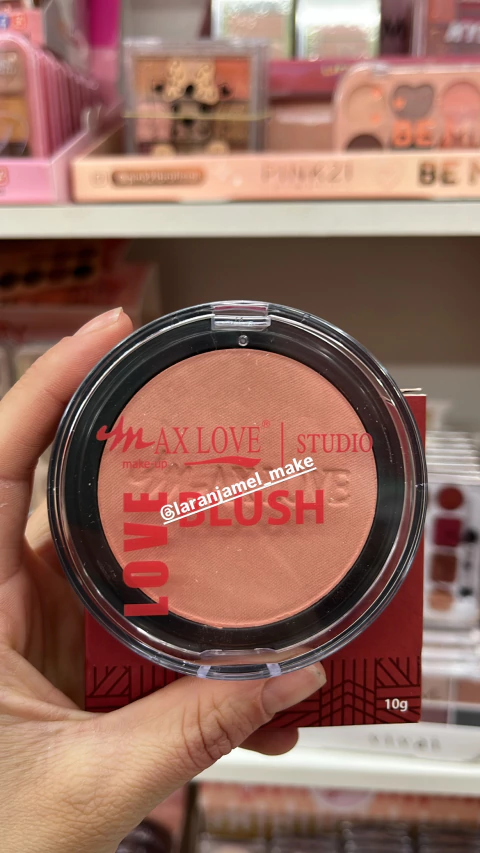 PINK21
BE
MAX LOVE® | STUDIO
make-up
@laranjamel_make
LOVE
BLUSH
10g